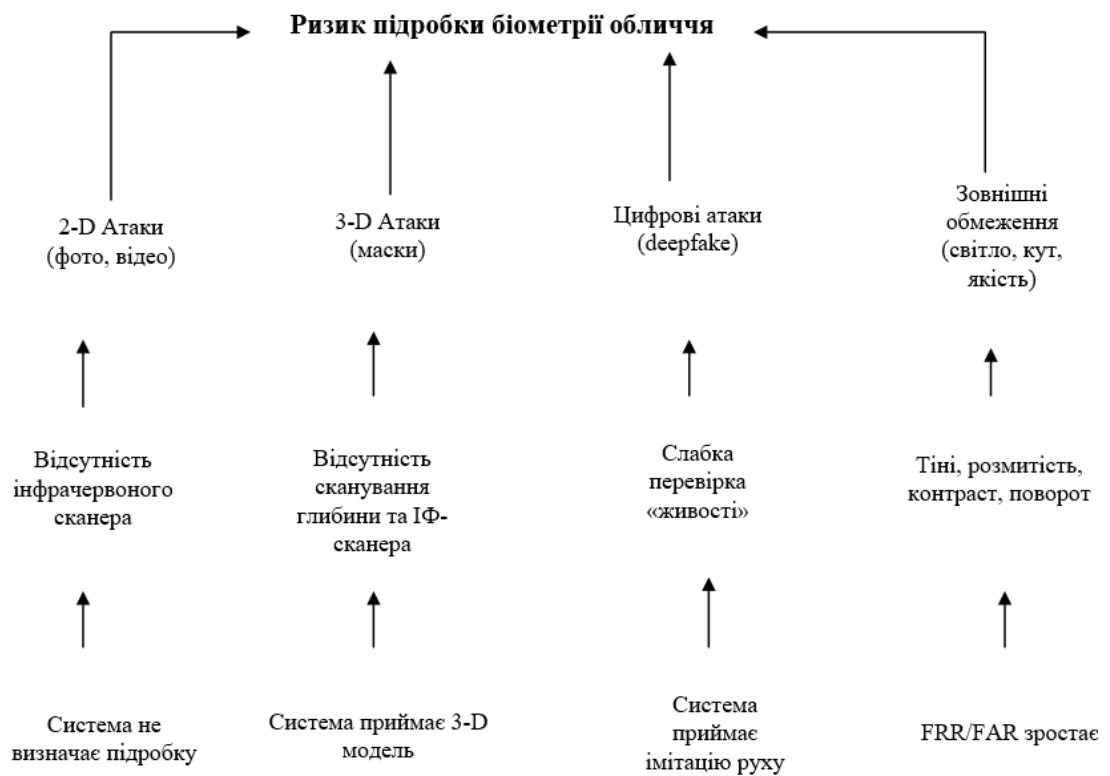 Ризик підробки біометрії обличчя
2-D Атаки
(фото, відео)
3-D Атаки
(маски)
Цифрові атаки
(deepfake)
Зовнішні
обмеження
(світло, кут,
якість)
Відсутність
інфрачервоного
сканера
Відсутність
сканування
глибини та ІФ-
сканера
Слабка
перевірка
«живості»
Тіні, розмитість,
контраст, поворот
Система не
визначає підробку
Система приймає 3-D
модель
Система
приймає
імітацію руху
FRR/FAR зростає